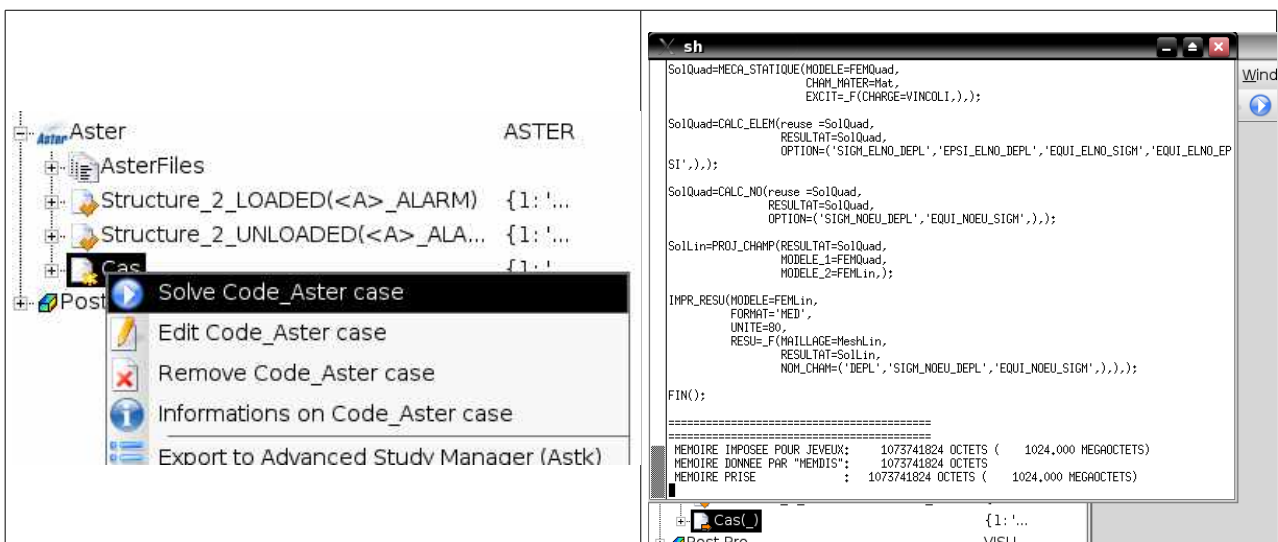 Aster ASTER
AsterFiles
Structure_2_LOADED(<A>_ALARM) {1: '...
Structure_2_UNLOADED(<A>_ALA... {1: '...
Cas {1: '...
Post
Solve Code_Aster case
Edit Code_Aster case
Remove Code_Aster case
Informations on Code_Aster case
Export to Advanced Study Manager (Astk)
sh
Wind
SolQuad=MECA_STATIQUE(MODELE=FEMQuad,
CHAM_MATER=Mat,
EXCIT=_F(CHARGE=VINCOLI,),);
SolQuad=CALC_ELEM(reuse =SolQuad,
RESULTAT=SolQuad,
OPTION=('SIGM_ELNO_DEPL','EPSI_ELNO_DEPL','EQUI_ELNO_SIGM','EQUI_ELNO_EP
SI',),);
SolQuad=CALC_NO(reuse =SolQuad,
RESULTAT=SolQuad,
OPTION=('SIGM_NOEU_DEPL','EQUI_NOEU_SIGM',),);
SolLin=PROJ_CHAMP(RESULTAT=SolQuad,
MODELE_1=FEMQuad,
MODELE_2=FEMLin,);
IMPR_RESU(MODELE=FEMLin,
FORMAT='MED',
UNITE=80,
RESU=_F(MAILLAGE=MeshLin,
RESULTAT=SolLin,
NOM_CHAM=('DEPL','SIGM_NOEU_DEPL','EQUI_NOEU_SIGM',),),);
FIN();
==========================================
==========================================
MEMOIRE IMPOSEE POUR JEVEUX: 1073741824 OCTETS ( 1024.000 MEGAOCTETS)
MEMOIRE DONNEE PAR "MEMDIS": 1073741824 OCTETS
MEMOIRE PRISE : 1073741824 OCTETS ( 1024.000 MEGAOCTETS)
Cas(_) {1: '...
Post Pro VISU